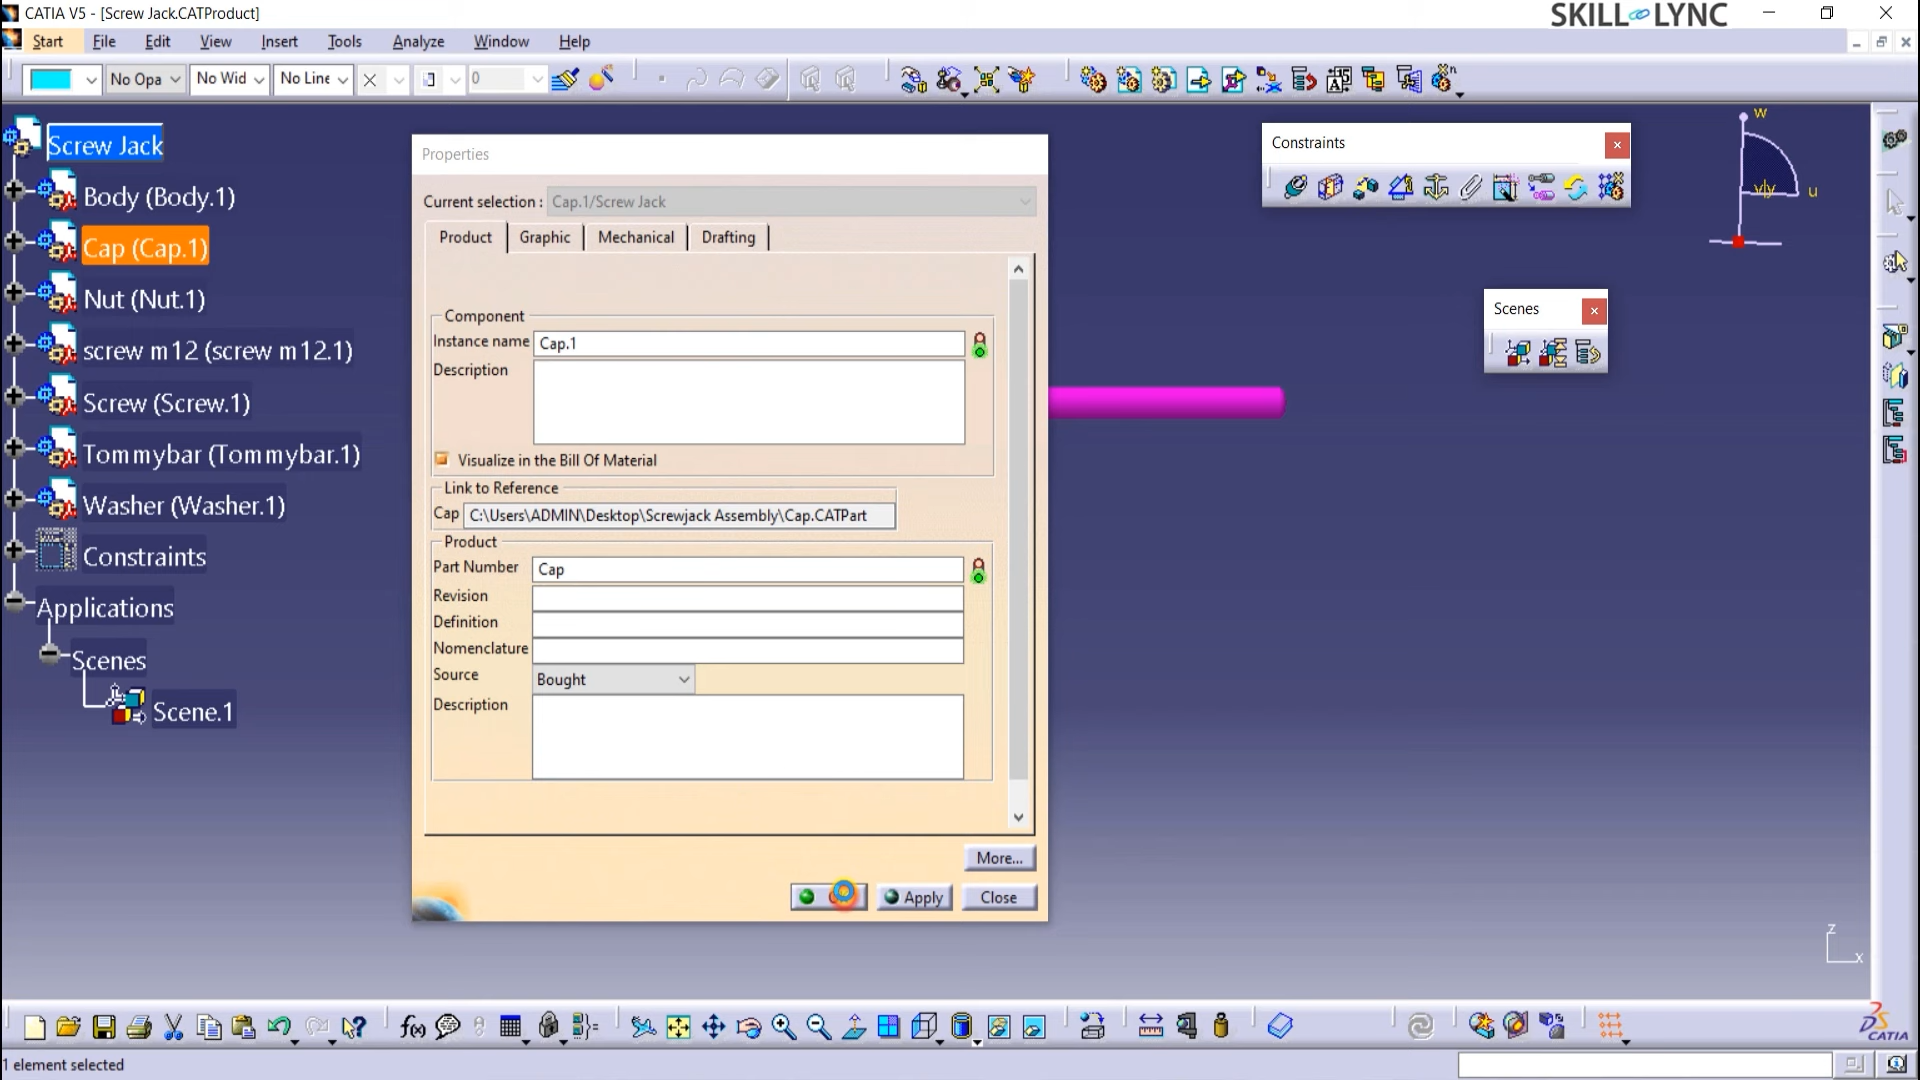 CATIA V5 - [Screw Jack.CATProduct]
SKILL LYNC
Start File Edit View Insert Tools Analyze Window Help
No Opa No Wid No Line 0
Screw Jack
Body (Body.1)
Cap (Cap.1)
Nut (Nut.1)
screw m12 (screw m12.1)
Screw (Screw.1)
Tommybar (Tommybar.1)
Washer (Washer.1)
Constraints
Applications
Scenes
Scene.1
Properties
Current selection : Cap.1/Screw Jack
Product Graphic Mechanical Drafting
Component
Instance name Cap.1
Description
Visualize in the Bill Of Material
Link to Reference
Cap C:\Users\ADMIN\Desktop\Screwjack Assembly\Cap.CATPart
Product
Part Number Cap
Revision
Definition
Nomenclature
Source Bought
Description
More...
Apply Close
Constraints
Scenes
w
v|y u
z
x
f(x)
CATIA
1 element selected